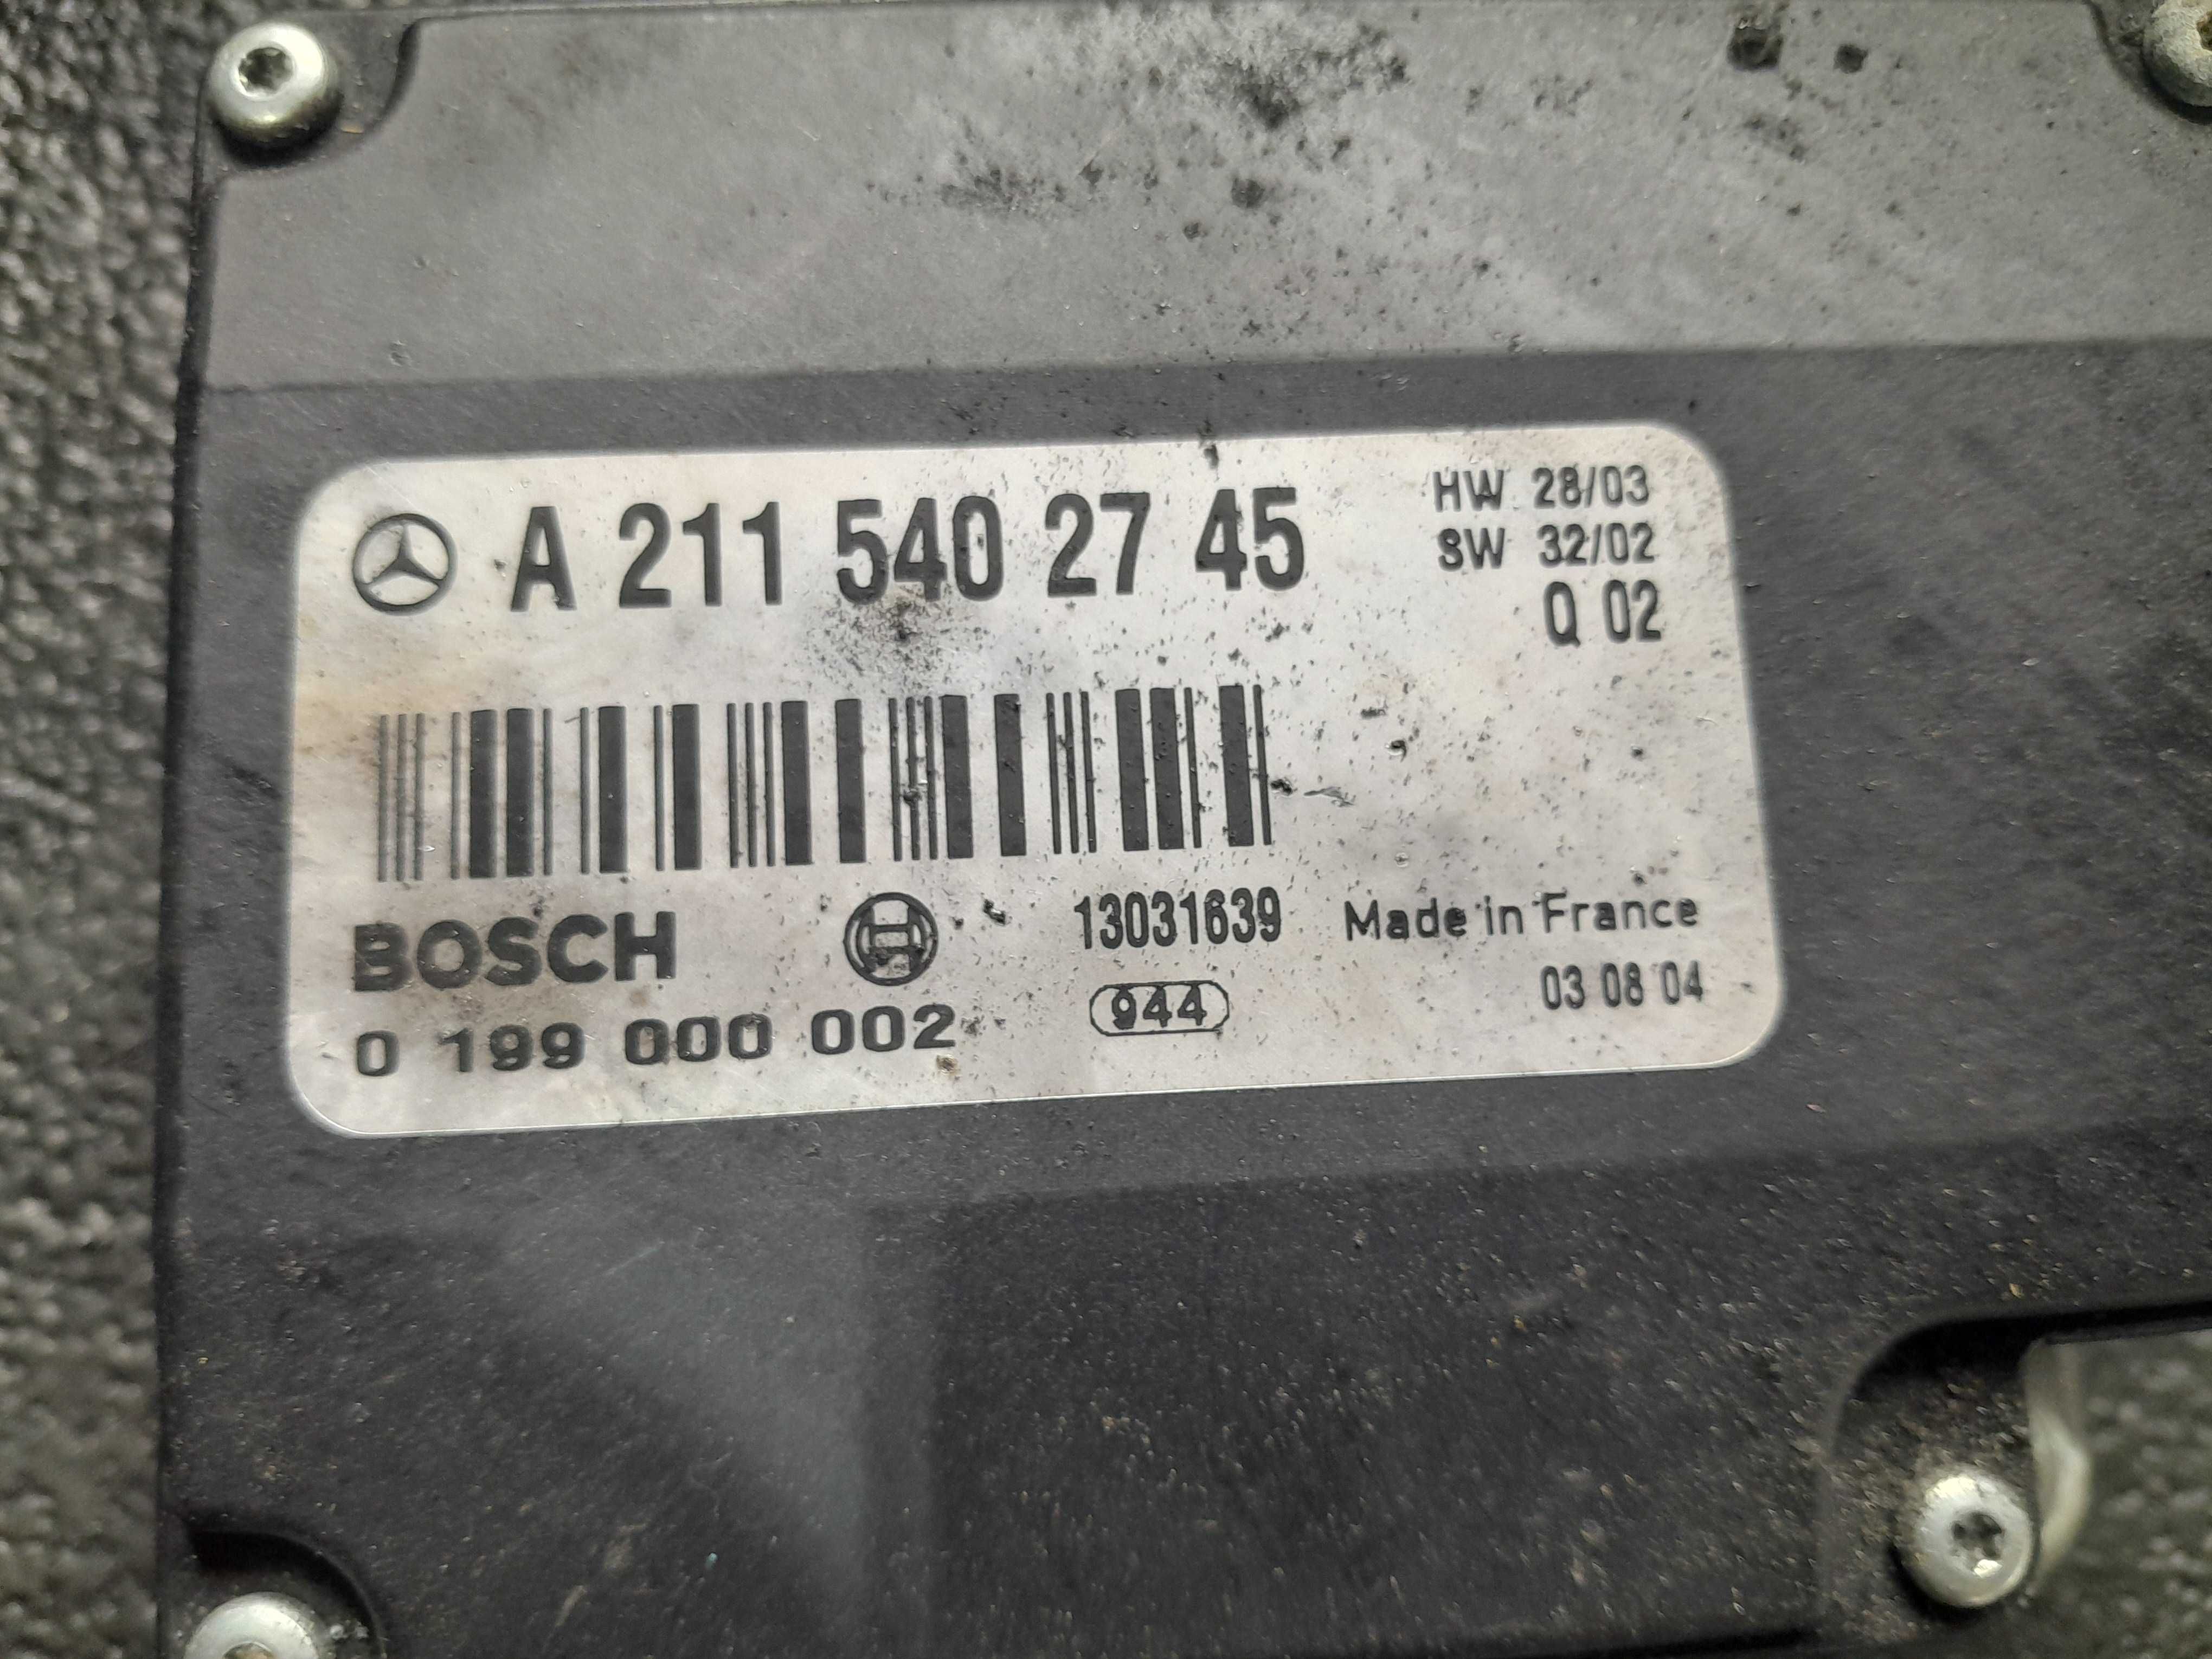 A 211 540 27 45
HW 28/03
SW 32/02
Q 02
BOSCH
13031639
Made in France
0 199 000 002
944
03 08 04